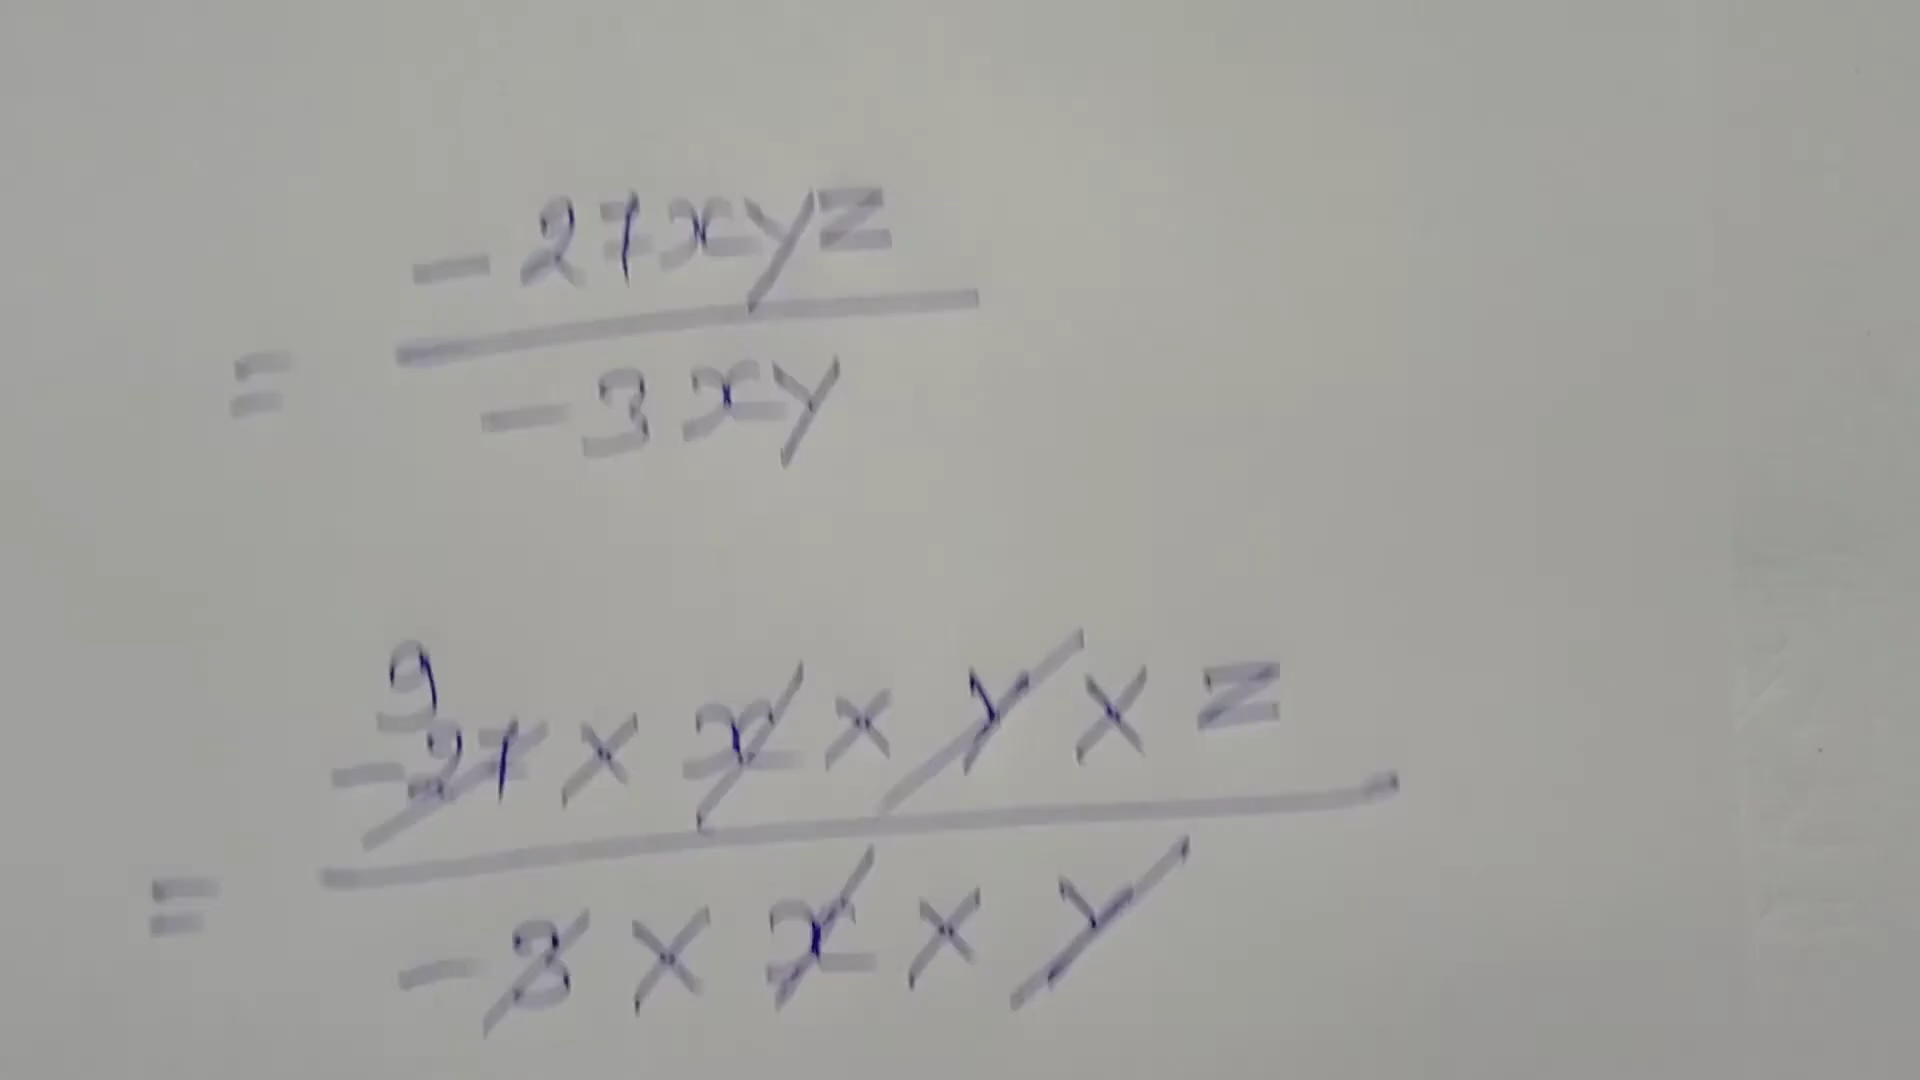 - 27xyz
=
- 3xy
9
- 27 × x × y × z
=
- 3 × x × y